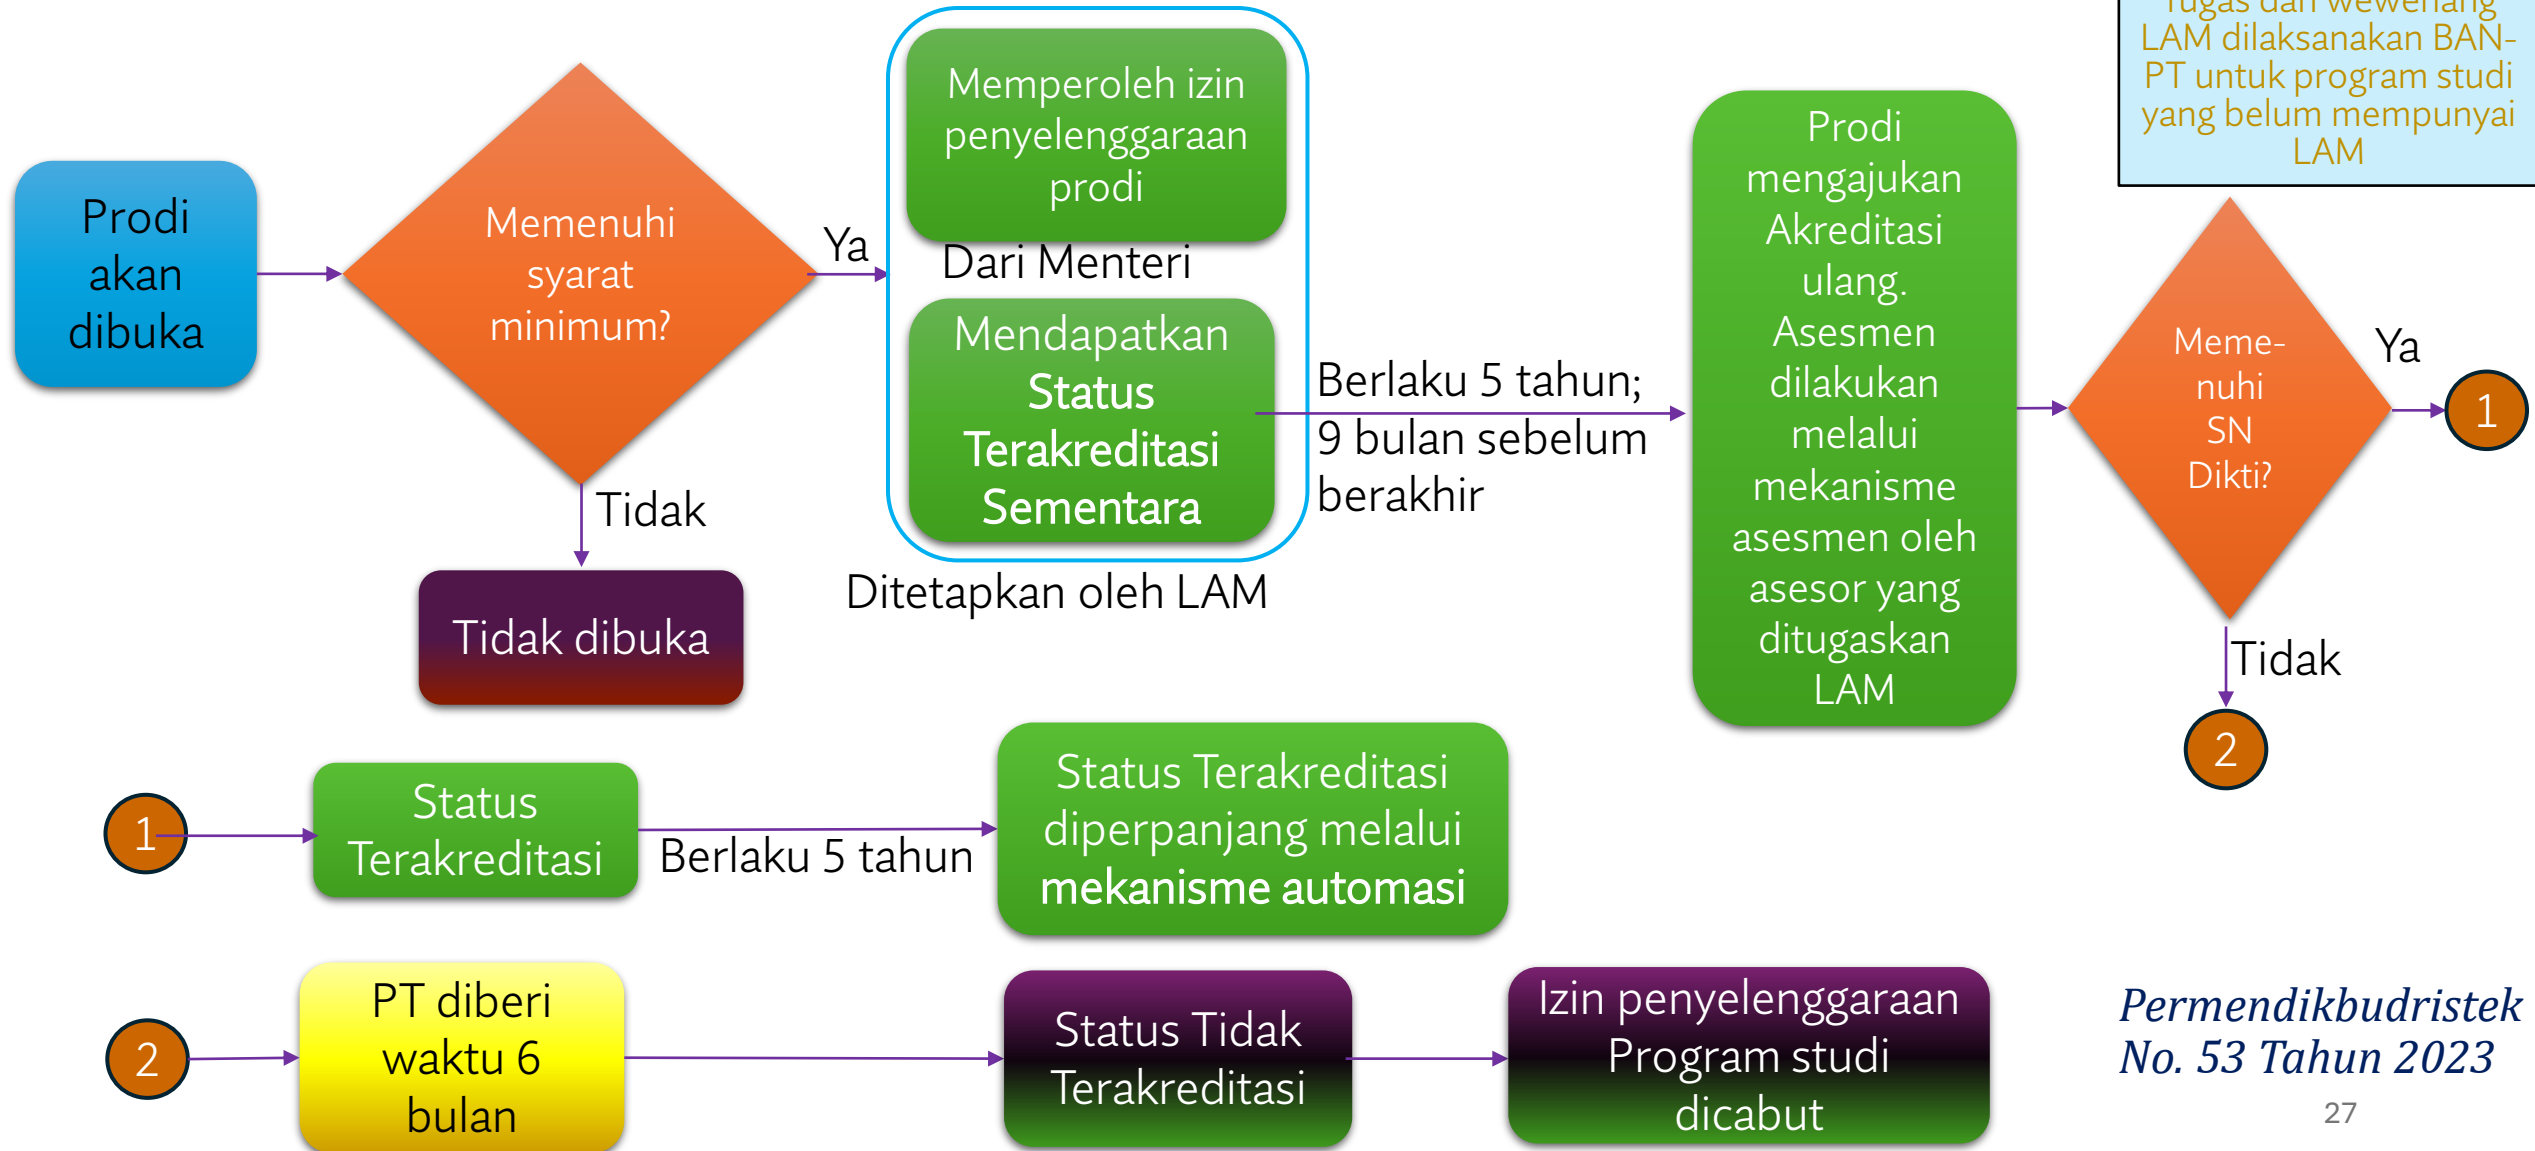 Tugas dan wewenang
LAM dilaksanakan BAN-
PT untuk program studi
yang belum mempunyai
LAM
Prodi
akan
dibuka
Memenuhi
syarat
minimum?
Ya
Tidak
Tidak dibuka
Memperoleh izin
penyelenggaraan
prodi
Dari Menteri
Mendapatkan
Status
Terakreditasi
Sementara
Ditetapkan oleh LAM
Berlaku 5 tahun;
9 bulan sebelum
berakhir
Prodi
mengajukan
Akreditasi
ulang.
Asesmen
dilakukan
melalui
mekanisme
asesmen oleh
asesor yang
ditugaskan
LAM
Meme-
nuhi
SN
Dikti?
Ya
1
Tidak
2
1
Status
Terakreditasi
Berlaku 5 tahun
Status Terakreditasi
diperpanjang melalui
mekanisme automasi
2
PT diberi
waktu 6
bulan
Status Tidak
Terakreditasi
Izin penyelenggaraan
Program studi
dicabut
Permendikbudristek
No. 53 Tahun 2023
27